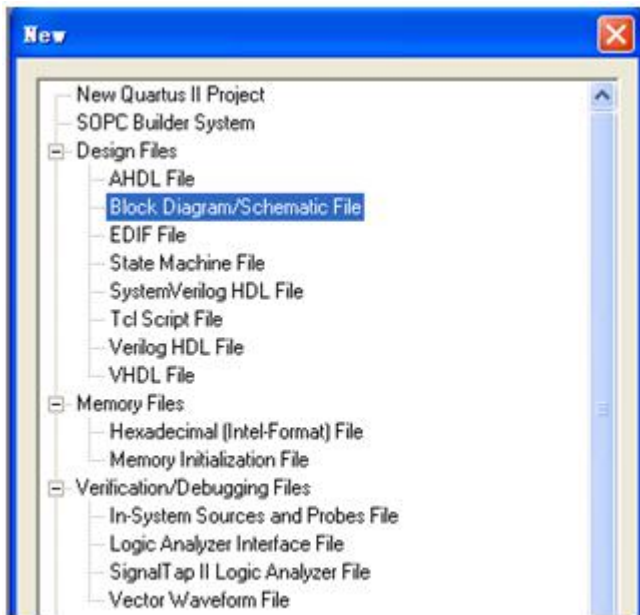 New
New Quartus II Project
SOPC Builder System
Design Files
AHDL File
Block Diagram/Schematic File
EDIF File
State Machine File
SystemVerilog HDL File
Tcl Script File
Verilog HDL File
VHDL File
Memory Files
Hexadecimal (Intel-Format) File
Memory Initialization File
Verification/Debugging Files
In-System Sources and Probes File
Logic Analyzer Interface File
SignalTap II Logic Analyzer File
Vector Waveform File